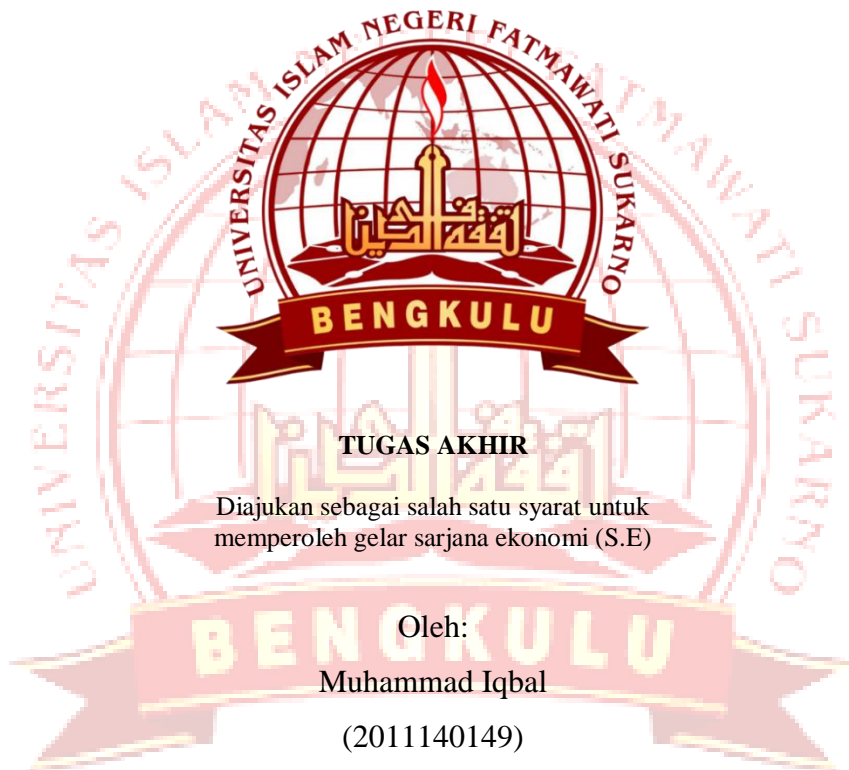 UNIVERSITAS ISLAM NEGERI FATMAWATI SUKARNO
BENGKULU
TUGAS AKHIR
Diajukan sebagai salah satu syarat untuk
memperoleh gelar sarjana ekonomi (S.E)
Oleh:
Muhammad Iqbal
(2011140149)